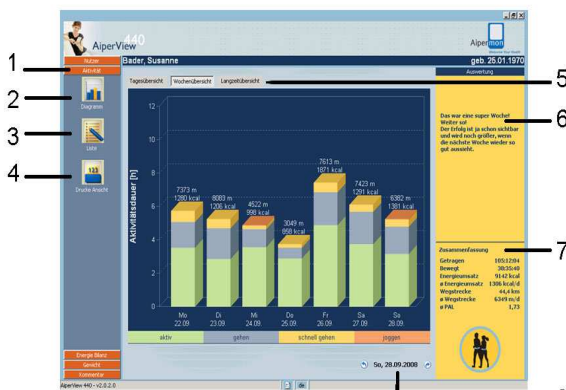 AiperView 440
Aipermon
Nutzer
Bader, Susanne
geb. 25.01.1970
1
Aktivität
Auswertung
Tagesübersicht
Wochenübersicht
Langzeitübersicht
5
2
Diagramm
3
Liste
123
4
Drucke Ansicht
Das war eine super Woche!
Weiter so!
Der Erfolg ist ja schon sichtbar
und wird noch größer, wenn
die nächste Woche wieder so
gut aussieht.
6
Aktivitätsdauer [h]
12
10
8
6
4
2
0
7373 m
1280 kcal
8083 m
1206 kcal
4522 m
998 kcal
3049 m
858 kcal
7613 m
1871 kcal
7423 m
1291 kcal
6382 m
1381 kcal
Mo
22.09.
Di
23.09.
Mi
24.09.
Do
25.09.
Fr
26.09.
Sa
27.09.
So
28.09.
aktiv
gehen
schnell gehen
joggen
Zusammenfassung
7
Getragen 105:12:04
Bewegt 38:35:40
Energieumsatz 9142 kcal
ø Energieumsatz 1306 kcal/d
Wegstrecke 44,4 km
ø Wegstrecke 6349 m/d
ø PAL 1,73
So, 28.09.2008
Energie Bilanz
Gewicht
Kommentar
AiperView 440 - v2.0.2.0
de